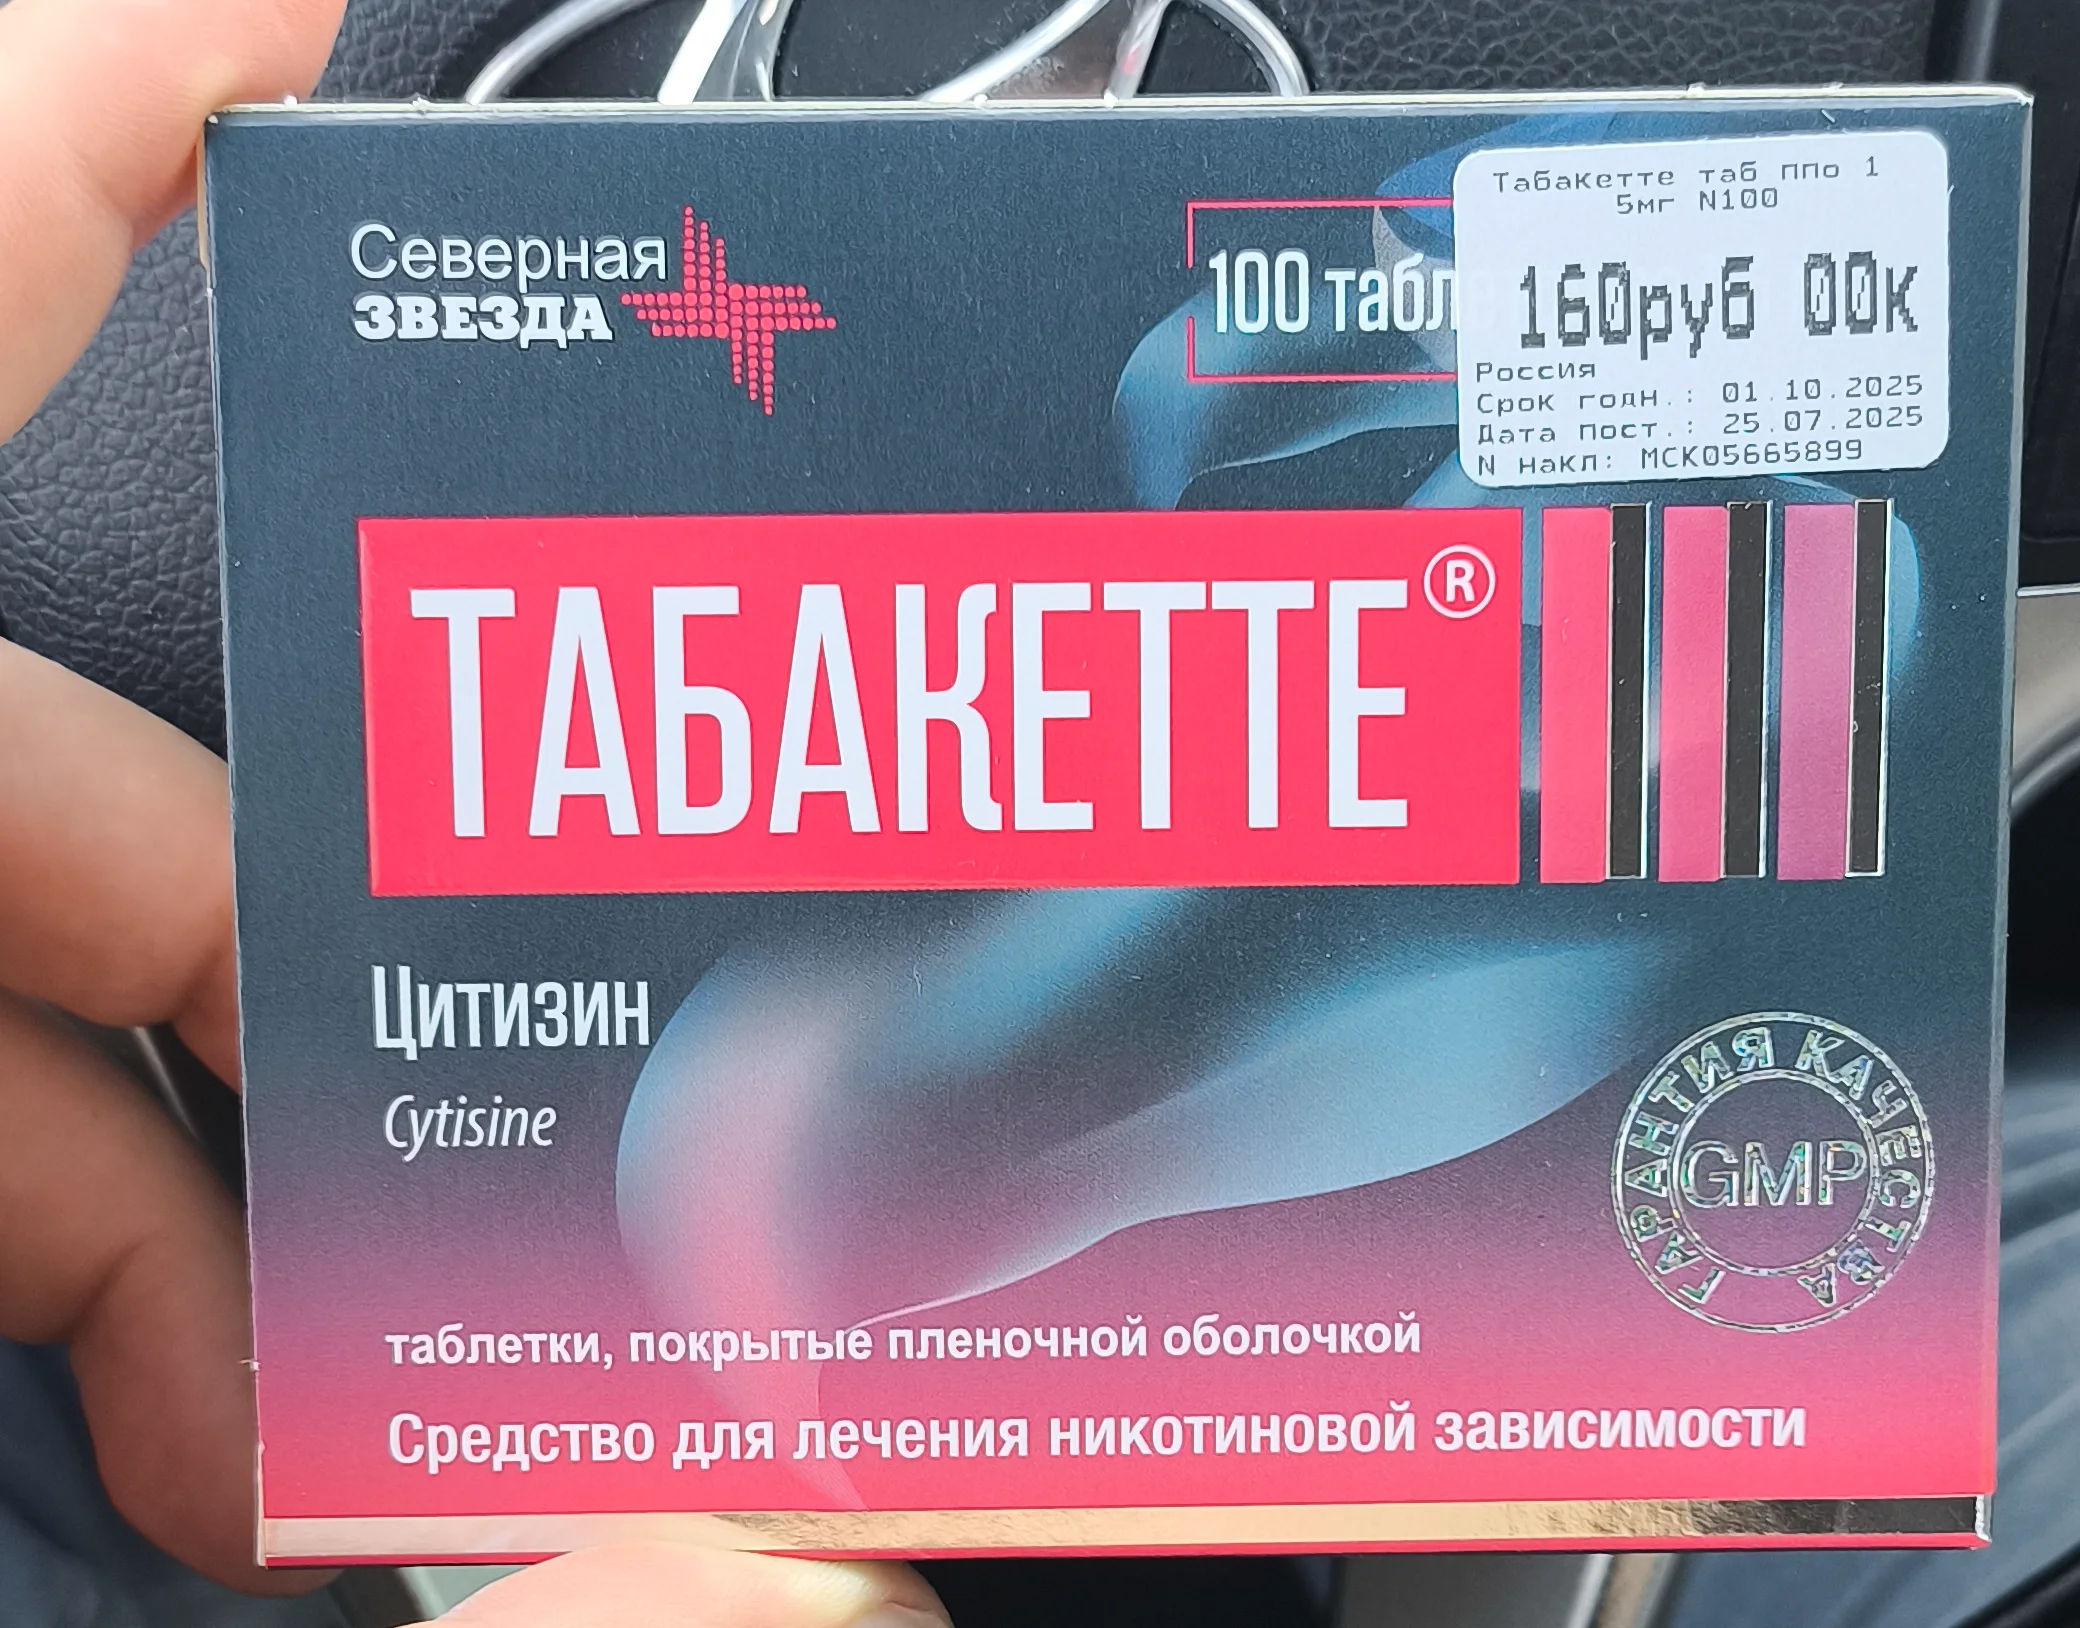 Северная
ЗВЕЗДА
100 табл
Табакетте таб ппо 1
5мг N100
160руб 00к
Россия
Срок годн.: 01.10.2025
Дата пост.: 25.07.2025
N накл: МСК05665899
ТАБАКЕТТЕ®
Цитизин
Cytisine
ГАРАНТИЯ КАЧЕСТВА
GMP
таблетки, покрытые пленочной оболочкой
Средство для лечения никотиновой зависимости